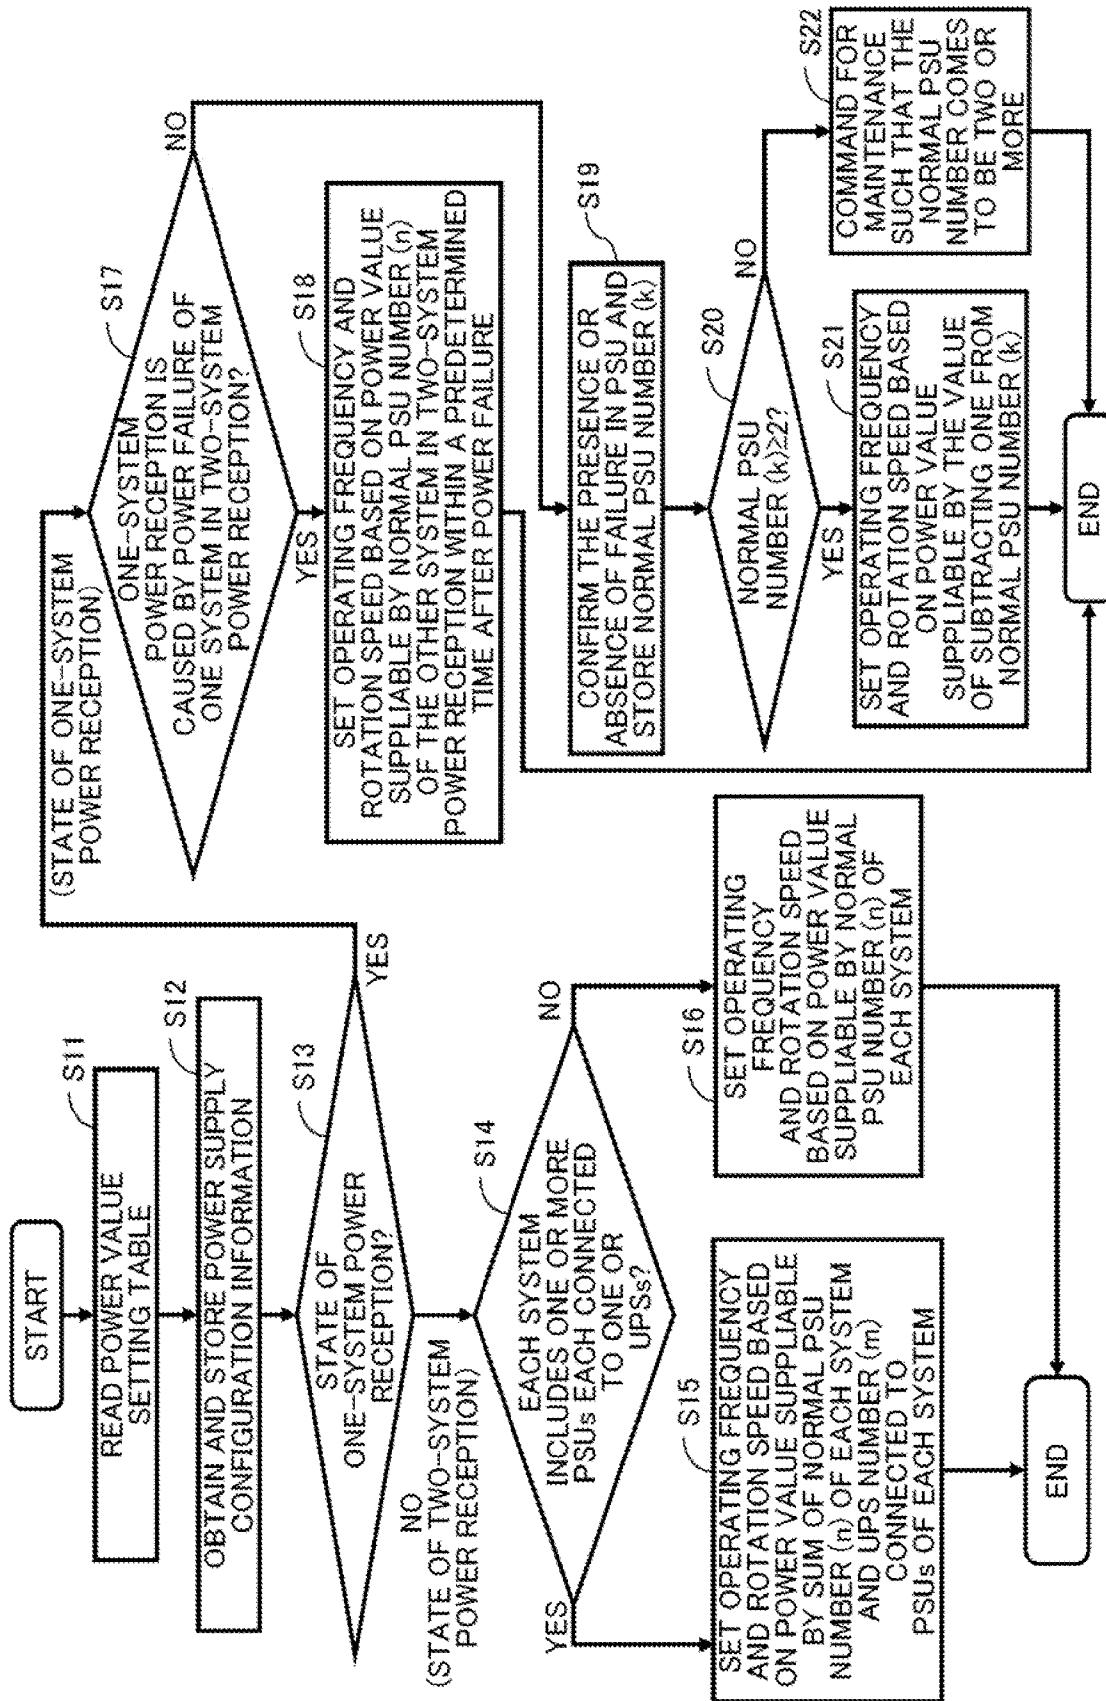 START
S11
READ POWER VALUE
SETTING TABLE
S12
OBTAIN AND STORE POWER SUPPLY
CONFIGURATION INFORMATION
S13
STATE OF
ONE-SYSTEM POWER
RECEPTION?
YES
NO
(STATE OF TWO-SYSTEM
POWER RECEPTION)
S14
EACH SYSTEM
INCLUDES ONE OR MORE
PSUs EACH CONNECTED
TO ONE OR
UPSs?
YES
NO
S15
SET OPERATING FREQUENCY
AND ROTATION SPEED BASED
ON POWER VALUE SUPPLIABLE
BY SUM OF NORMAL PSU
NUMBER (n) OF EACH SYSTEM
AND UPS NUMBER (m)
CONNECTED TO
PSUs OF EACH SYSTEM
S16
SET OPERATING
FREQUENCY
AND ROTATION SPEED
BASED ON POWER VALUE
SUPPLIABLE BY NORMAL
PSU NUMBER (n) OF
EACH SYSTEM
END
(STATE OF ONE-SYSTEM
POWER RECEPTION)
S17
ONE-SYSTEM
POWER RECEPTION IS
CAUSED BY POWER FAILURE OF
ONE SYSTEM IN TWO-SYSTEM
POWER RECEPTION?
NO
YES
S18
SET OPERATING FREQUENCY AND
ROTATION SPEED BASED ON POWER VALUE
SUPPLIABLE BY NORMAL PSU NUMBER (n)
OF THE OTHER SYSTEM IN TWO-SYSTEM
POWER RECEPTION WITHIN A PREDETERMINED
TIME AFTER POWER FAILURE
S19
CONFIRM THE PRESENCE OR
ABSENCE OF FAILURE IN PSU AND
STORE NORMAL PSU NUMBER (k)
S20
NORMAL PSU
NUMBER (k)≥2?
NO
YES
S21
SET OPERATING FREQUENCY
AND ROTATION SPEED BASED
ON POWER VALUE
SUPPLIABLE BY THE VALUE
OF SUBTRACTING ONE FROM
NORMAL PSU NUMBER (k)
S22
COMMAND FOR
MAINTENANCE
SUCH THAT THE
NORMAL PSU
NUMBER COMES
TO BE TWO OR
MORE
END